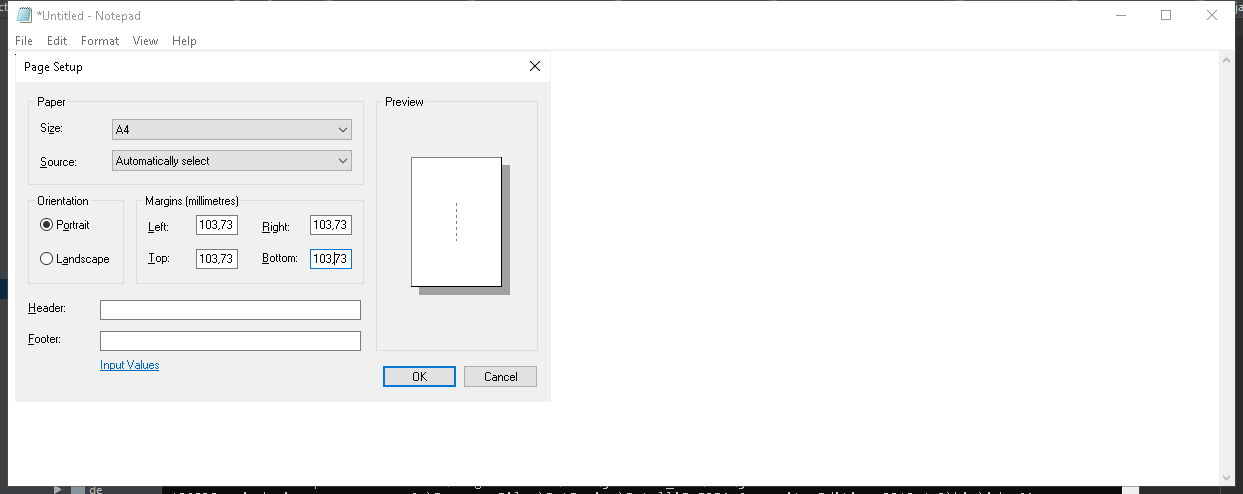 *Untitled - Notepad
File Edit Format View Help
Page Setup
Paper
Size: A4
Source: Automatically select
Orientation
Portrait
Landscape
Margins (millimetres)
Left: 103,73 Right: 103,73
Top: 103,73 Bottom: 103,73
Header:
Footer:
Input Values
Preview
OK Cancel
de